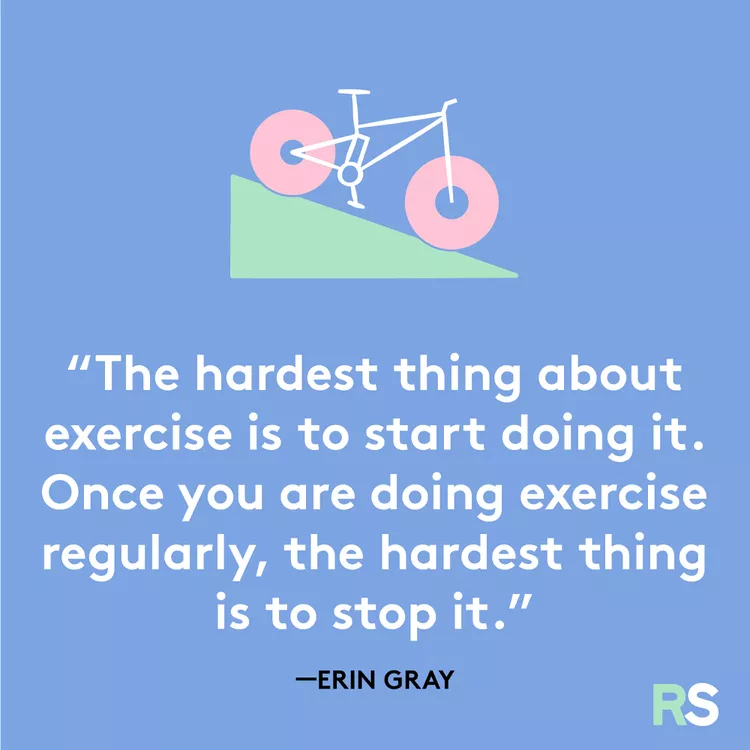 “The hardest thing about
exercise is to start doing it.
Once you are doing exercise
regularly, the hardest thing
is to stop it.”
—ERIN GRAY
RS